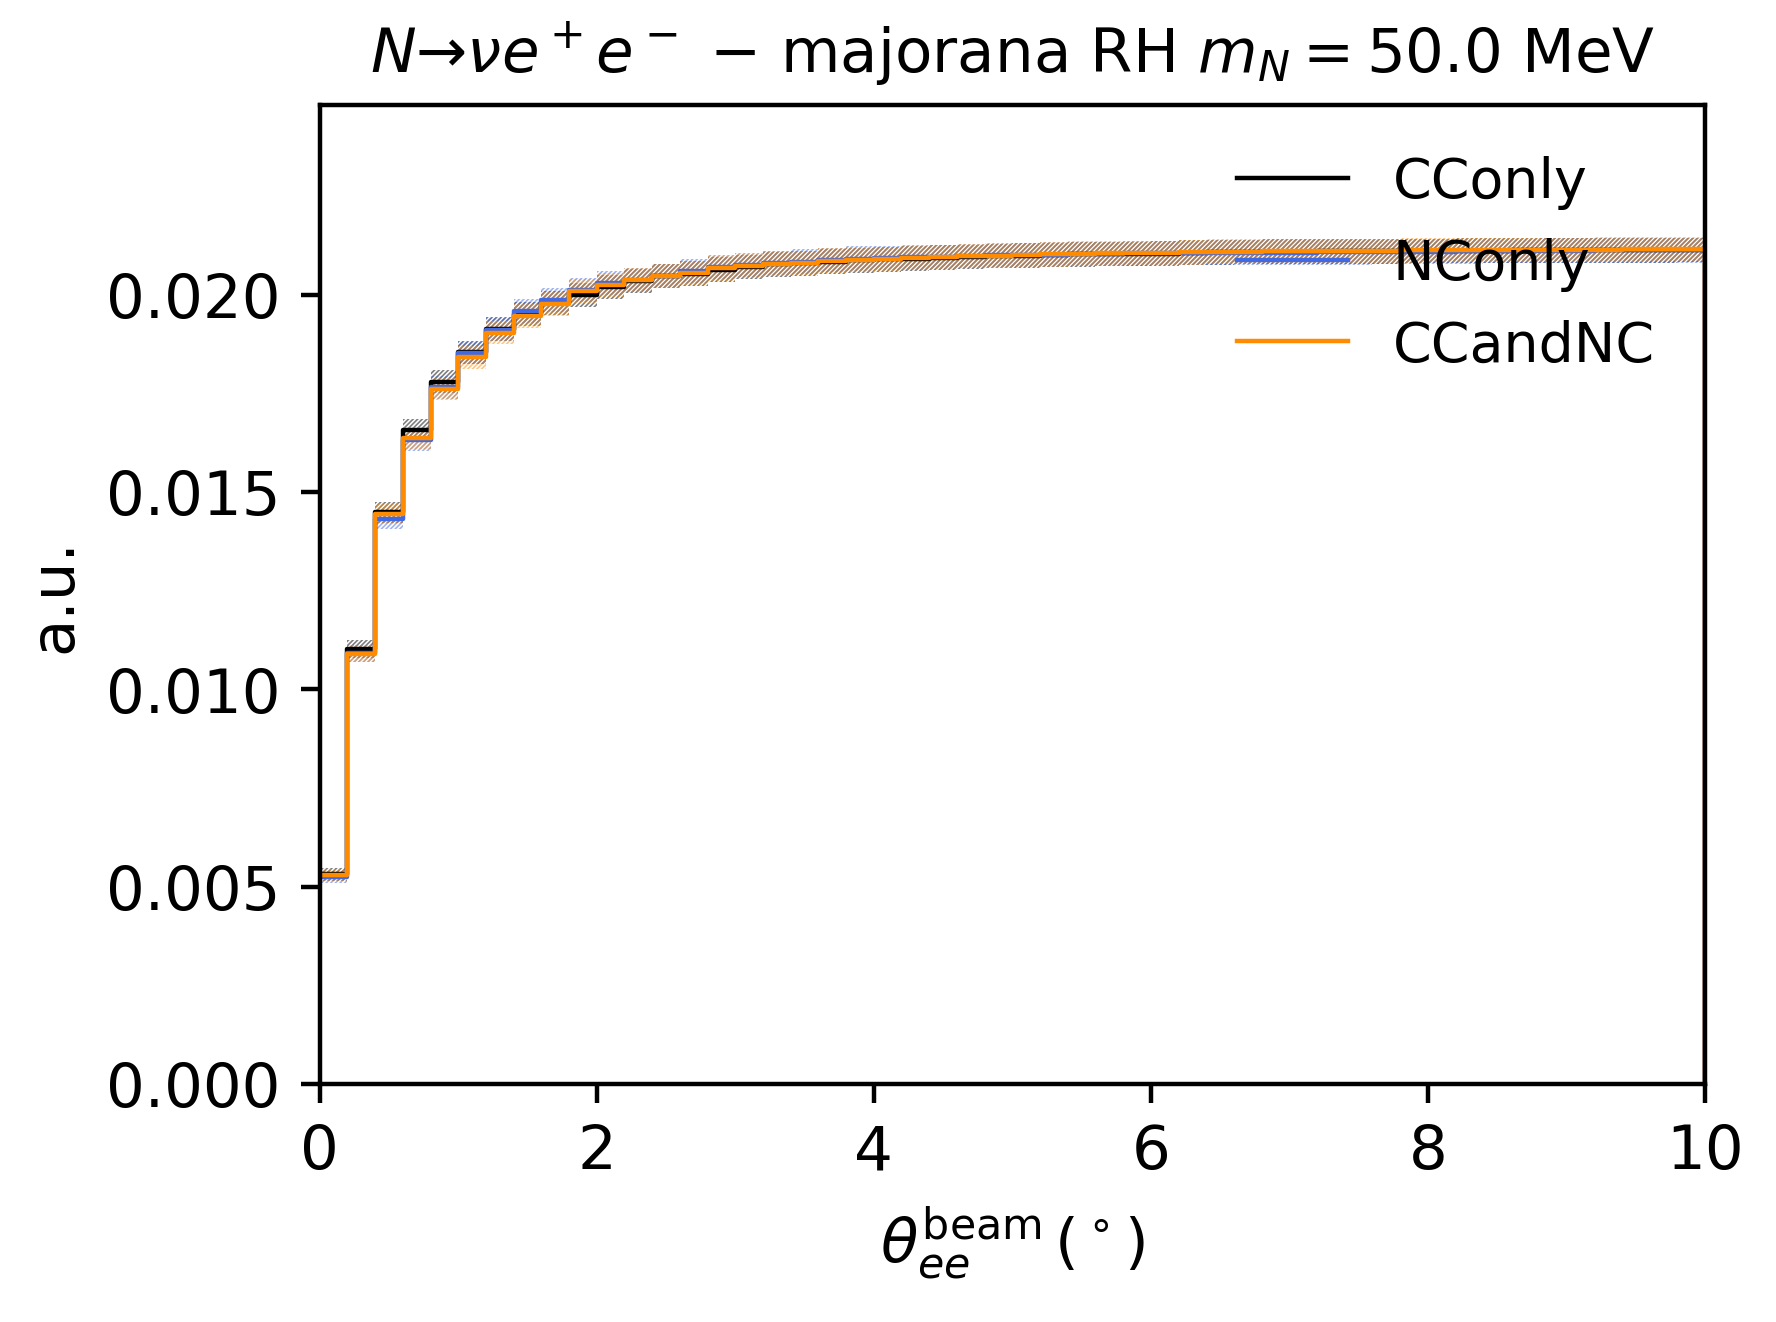 N→νe⁺e⁻ − majorana RH m_N = 50.0 MeV
CConly
NConly
CCandNC
0.020
0.015
0.010
0.005
0.000
a.u.
0 2 4 6 8 10
θ_ee^beam (°)